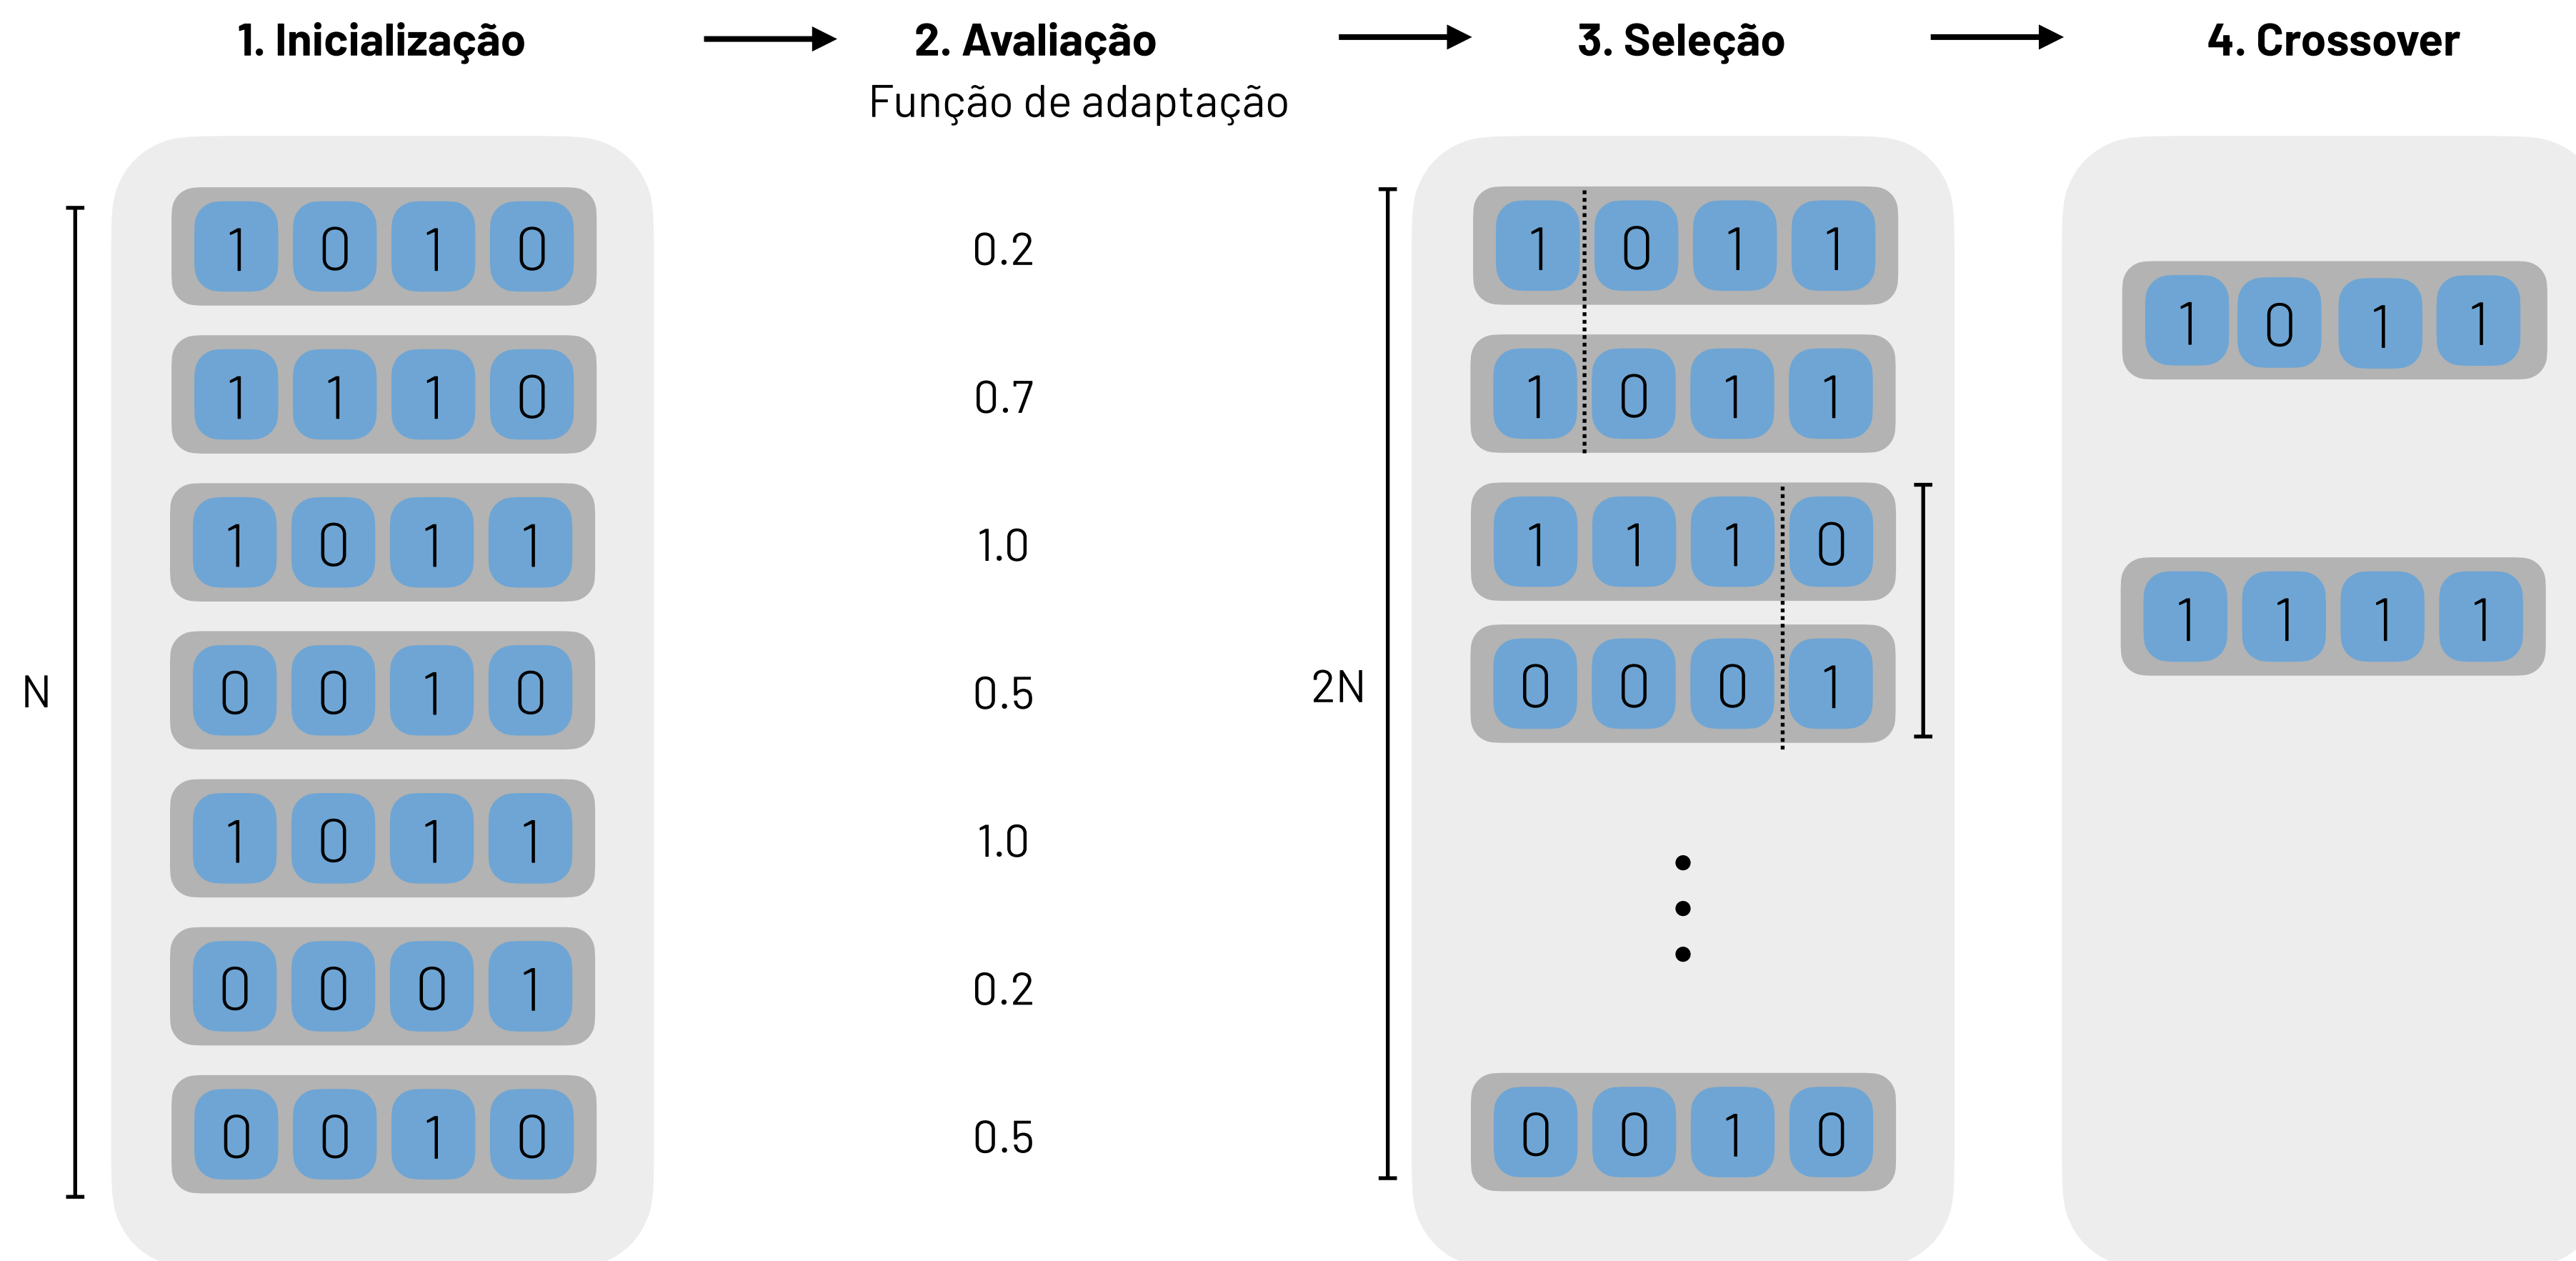 1. Inicialização
2. Avaliação
3. Seleção
4. Crossover
Função de adaptação
N
1 0 1 0
1 1 1 0
1 0 1 1
0 0 1 0
1 0 1 1
0 0 0 1
0 0 1 0
0.2
0.7
1.0
0.5
1.0
0.2
0.5
2N
1 0 1 1
1 0 1 1
1 1 1 0
0 0 0 1
0 0 1 0
1 0 1 1
1 1 1 1